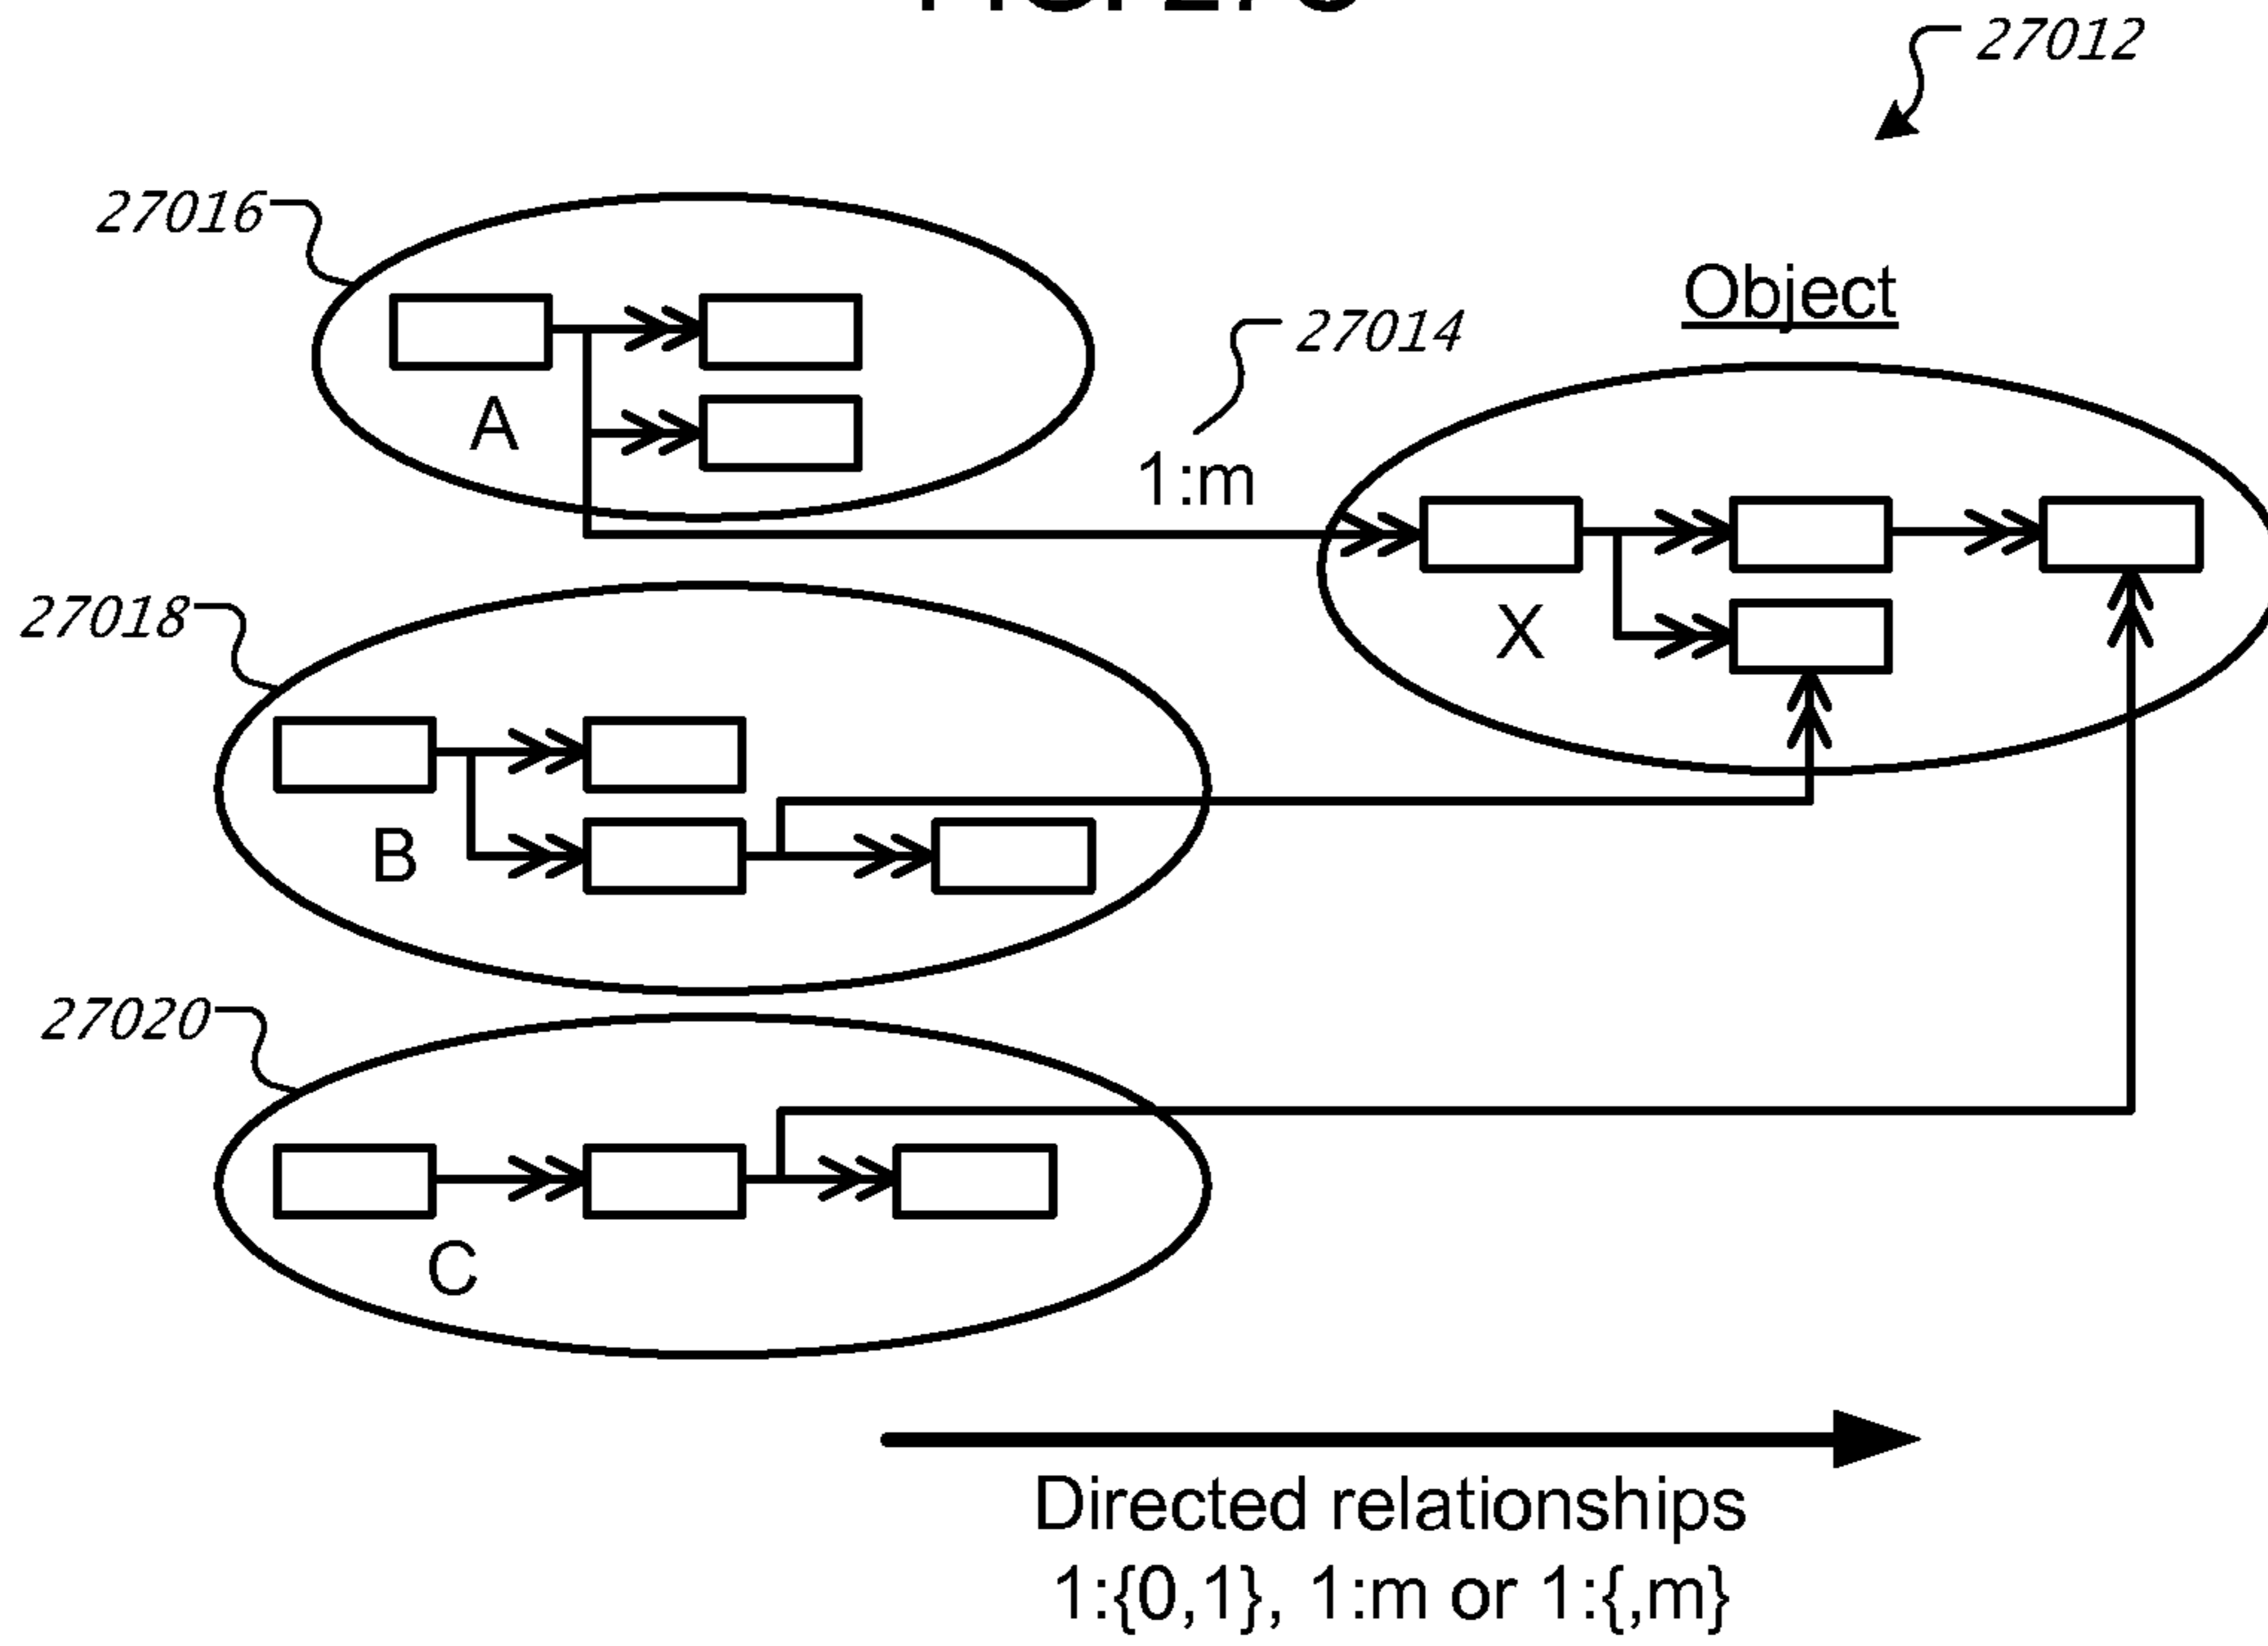 27012
27016
Object
27014
A
1:m
X
27018
B
27020
C
Directed relationships
1:{0,1}, 1:m or 1:{,m}